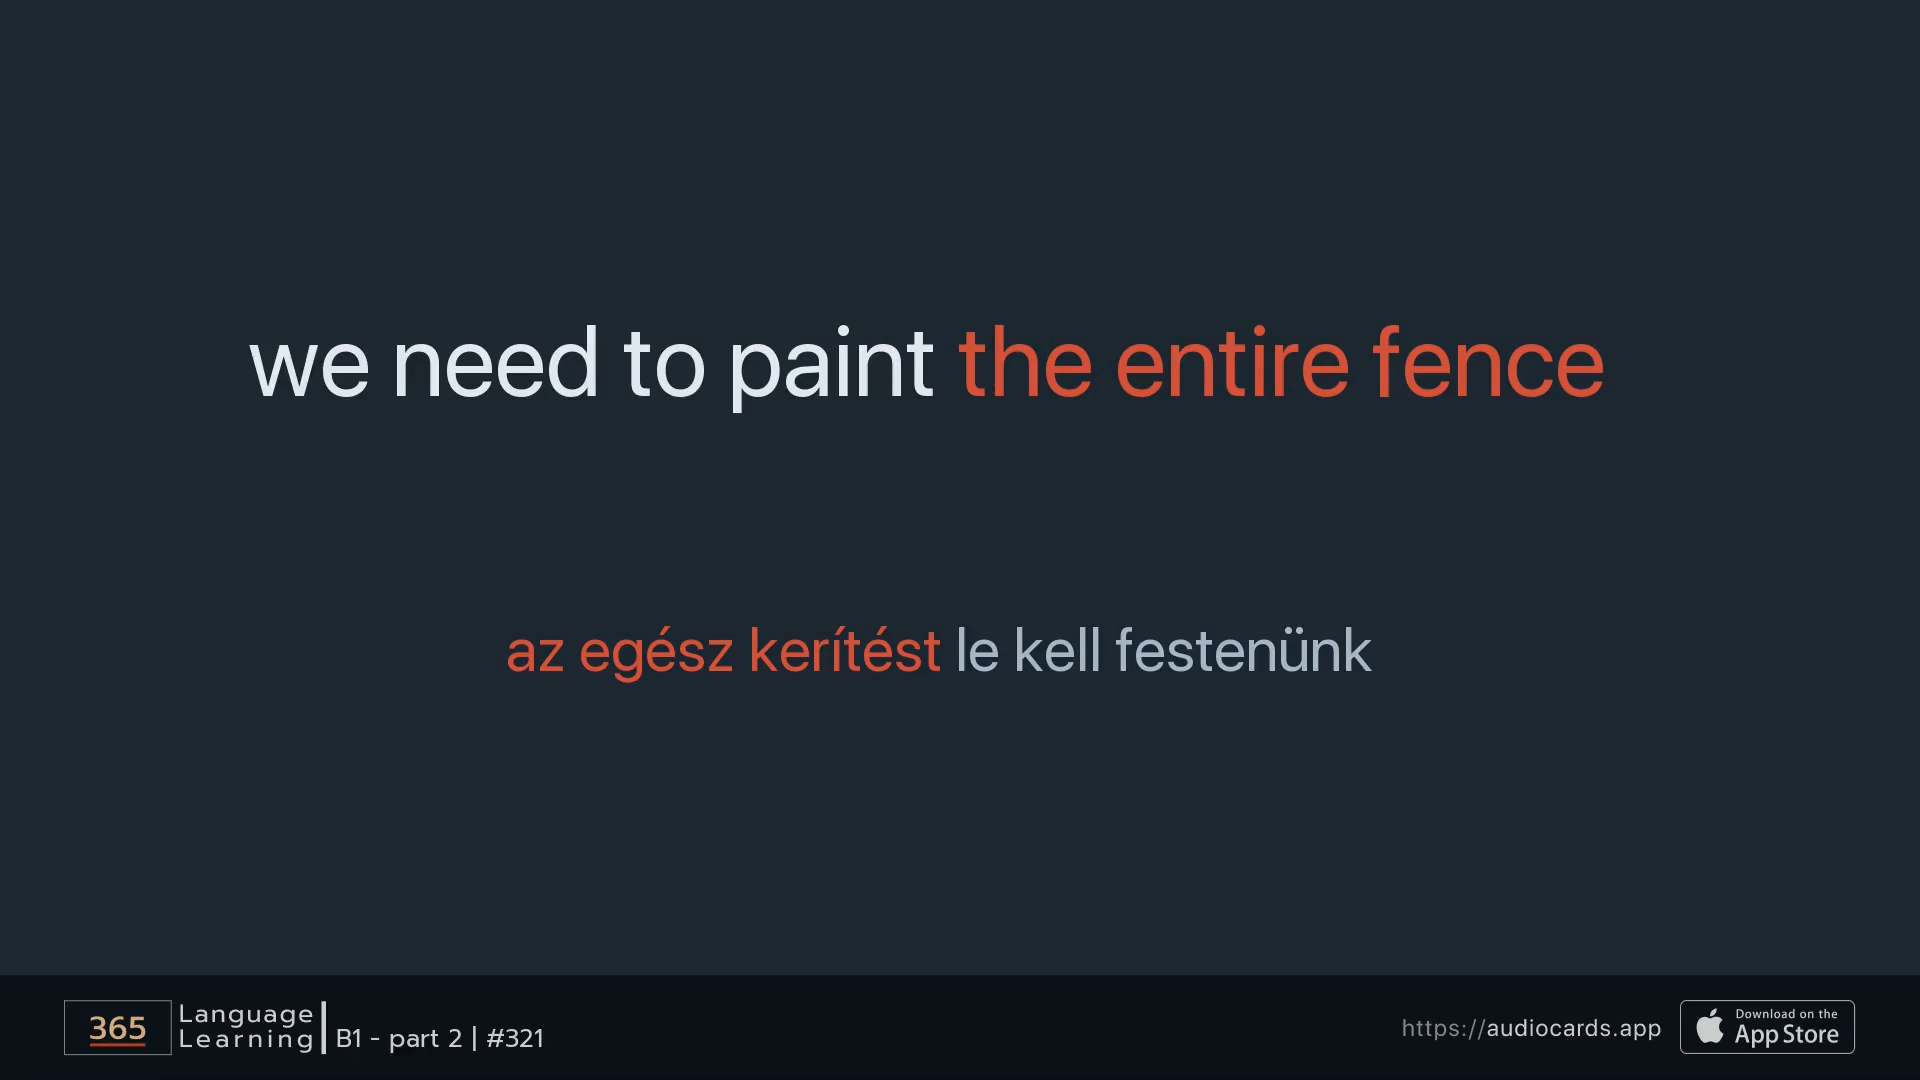 we need to paint the entire fence
az egész kerítést le kell festenünk
365
Language
Learning
B1 - part 2 | #321
https://audiocards.app
Download on the
App Store